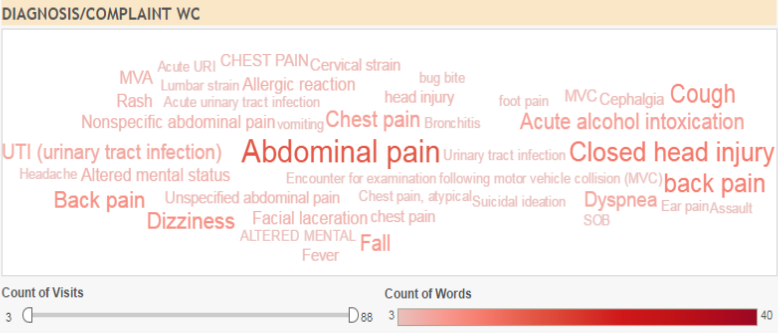 DIAGNOSIS/COMPLAINT WC
CHEST PAIN
Acute URI
Cervical strain
MVA
Lumbar strain
Allergic reaction
bug bite
Rash
Acute urinary tract infection
head injury
foot pain
MVC
Cephalgia
Cough
Nonspecific abdominal pain
vomiting
Chest pain
Bronchitis
Acute alcohol intoxication
UTI (urinary tract infection)
Abdominal pain
Urinary tract infection
Closed head injury
Headache
Altered mental status
Encounter for examination following motor vehicle collision (MVC)
back pain
Back pain
Unspecified abdominal pain
Chest pain, atypical
Suicidal ideation
Dyspnea
Ear pain
Assault
Dizziness
Facial laceration
chest pain
SOB
ALTERED MENTAL
Fall
Fever
Count of Visits
3
88
Count of Words
3
40